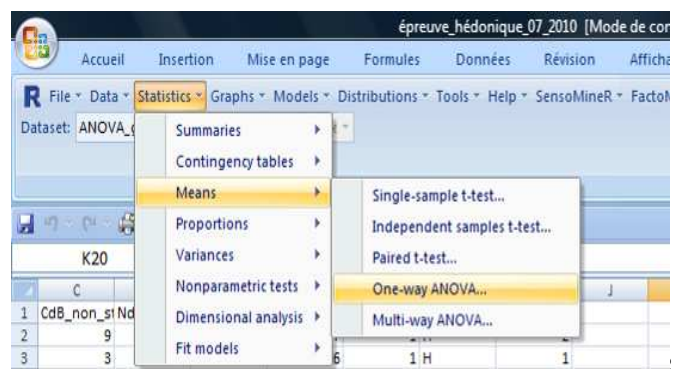 épreuve_hédonique_07_2010 [Mode de con
Accueil Insertion Mise en page Formules Données Révision Afficha
R File Data Statistics Graphs Models Distributions Tools Help SensoMineR FactoM
Dataset: ANOVA_
Summaries
Contingency tables
Means
Proportions
Variances
Nonparametric tests
Dimensional analysis
Fit models
Single-sample t-test...
Independent samples t-test...
Paired t-test...
One-way ANOVA...
Multi-way ANOVA...
K20
C J
1 CdB_non_st Nd
2 9
3 3 6 1 H 1